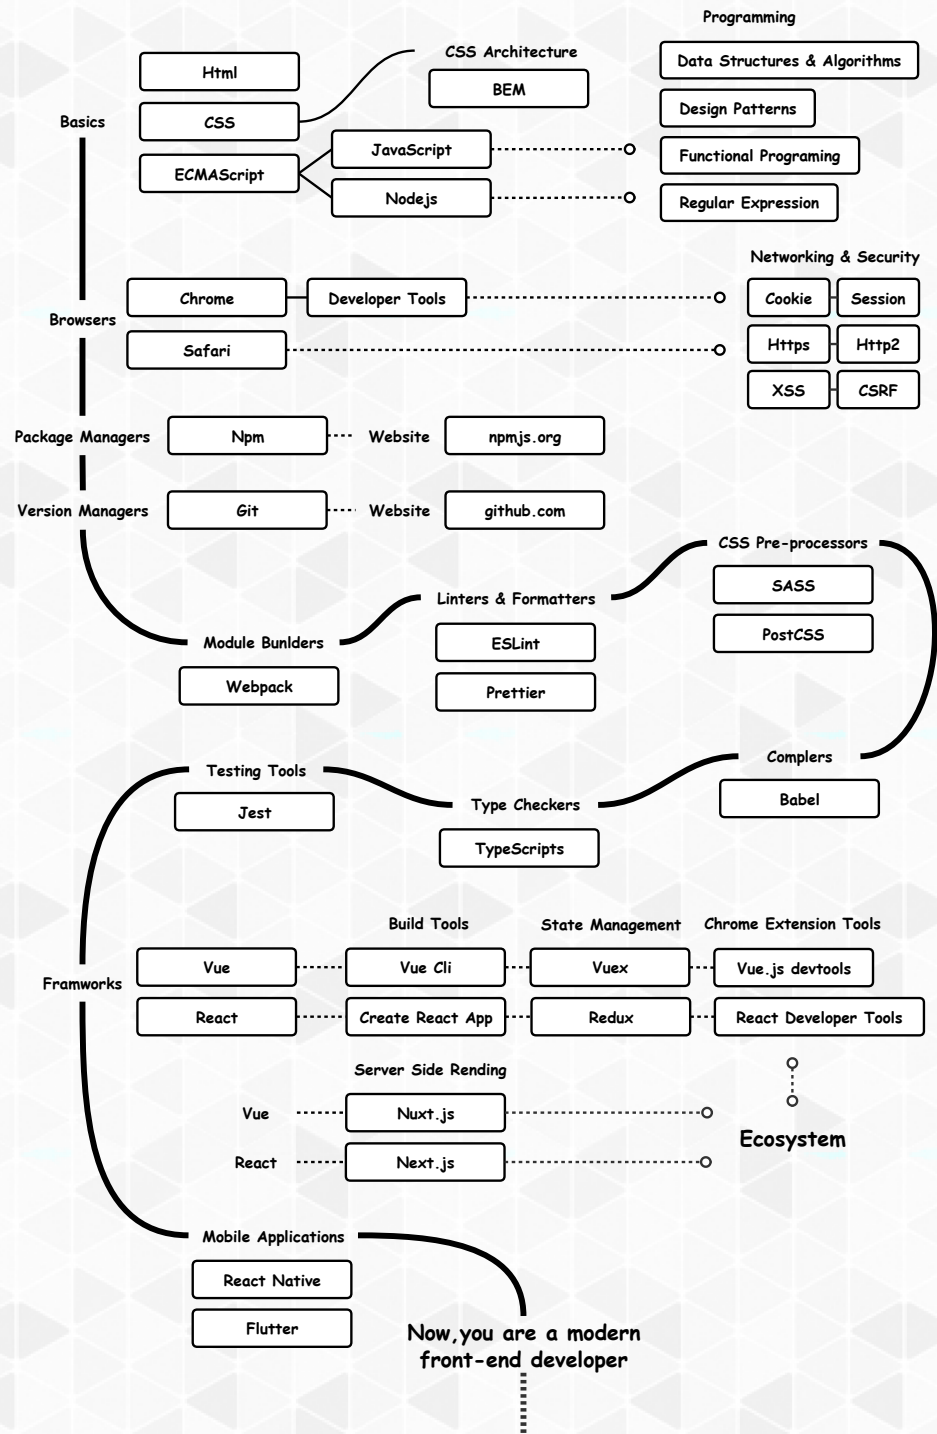 Programming
CSS Architecture
Html
Data Structures & Algorithms
BEM
Design Patterns
Basics
CSS
JavaScript
Functional Programing
ECMAScript
Nodejs
Regular Expression
Networking & Security
Chrome
Developer Tools
Cookie
Session
Browsers
Safari
Https
Http2
XSS
CSRF
Package Managers
Npm
Website
npmjs.org
Version Managers
Git
Website
github.com
CSS Pre-processors
SASS
Linters & Formatters
PostCSS
Module Bunlders
ESLint
Webpack
Prettier
Testing Tools
Complers
Jest
Type Checkers
Babel
TypeScripts
Build Tools
State Management
Chrome Extension Tools
Vue
Vue Cli
Vuex
Vue.js devtools
Framworks
React
Create React App
Redux
React Developer Tools
Server Side Rending
Vue
Nuxt.js
Ecosystem
React
Next.js
Mobile Applications
React Native
Flutter
Now,you are a modern
front-end developer